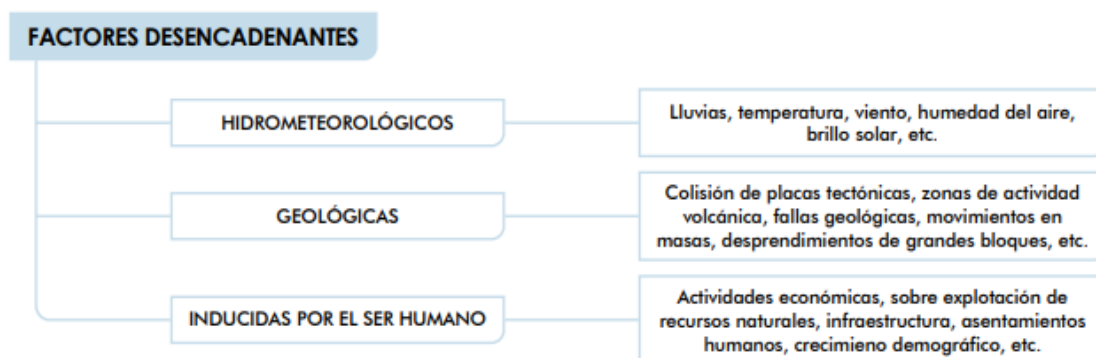 FACTORES DESENCADENANTES
HIDROMETEOROLÓGICOS
Lluvias, temperatura, viento, humedad del aire,
brillo solar, etc.
GEOLÓGICAS
Colisión de placas tectónicas, zonas de actividad
volcánica, fallas geológicas, movimientos en
masas, desprendimientos de grandes bloques, etc.
INDUCIDAS POR EL SER HUMANO
Actividades económicas, sobre explotación de
recursos naturales, infraestructura, asentamientos
humanos, crecimieno demográfico, etc.